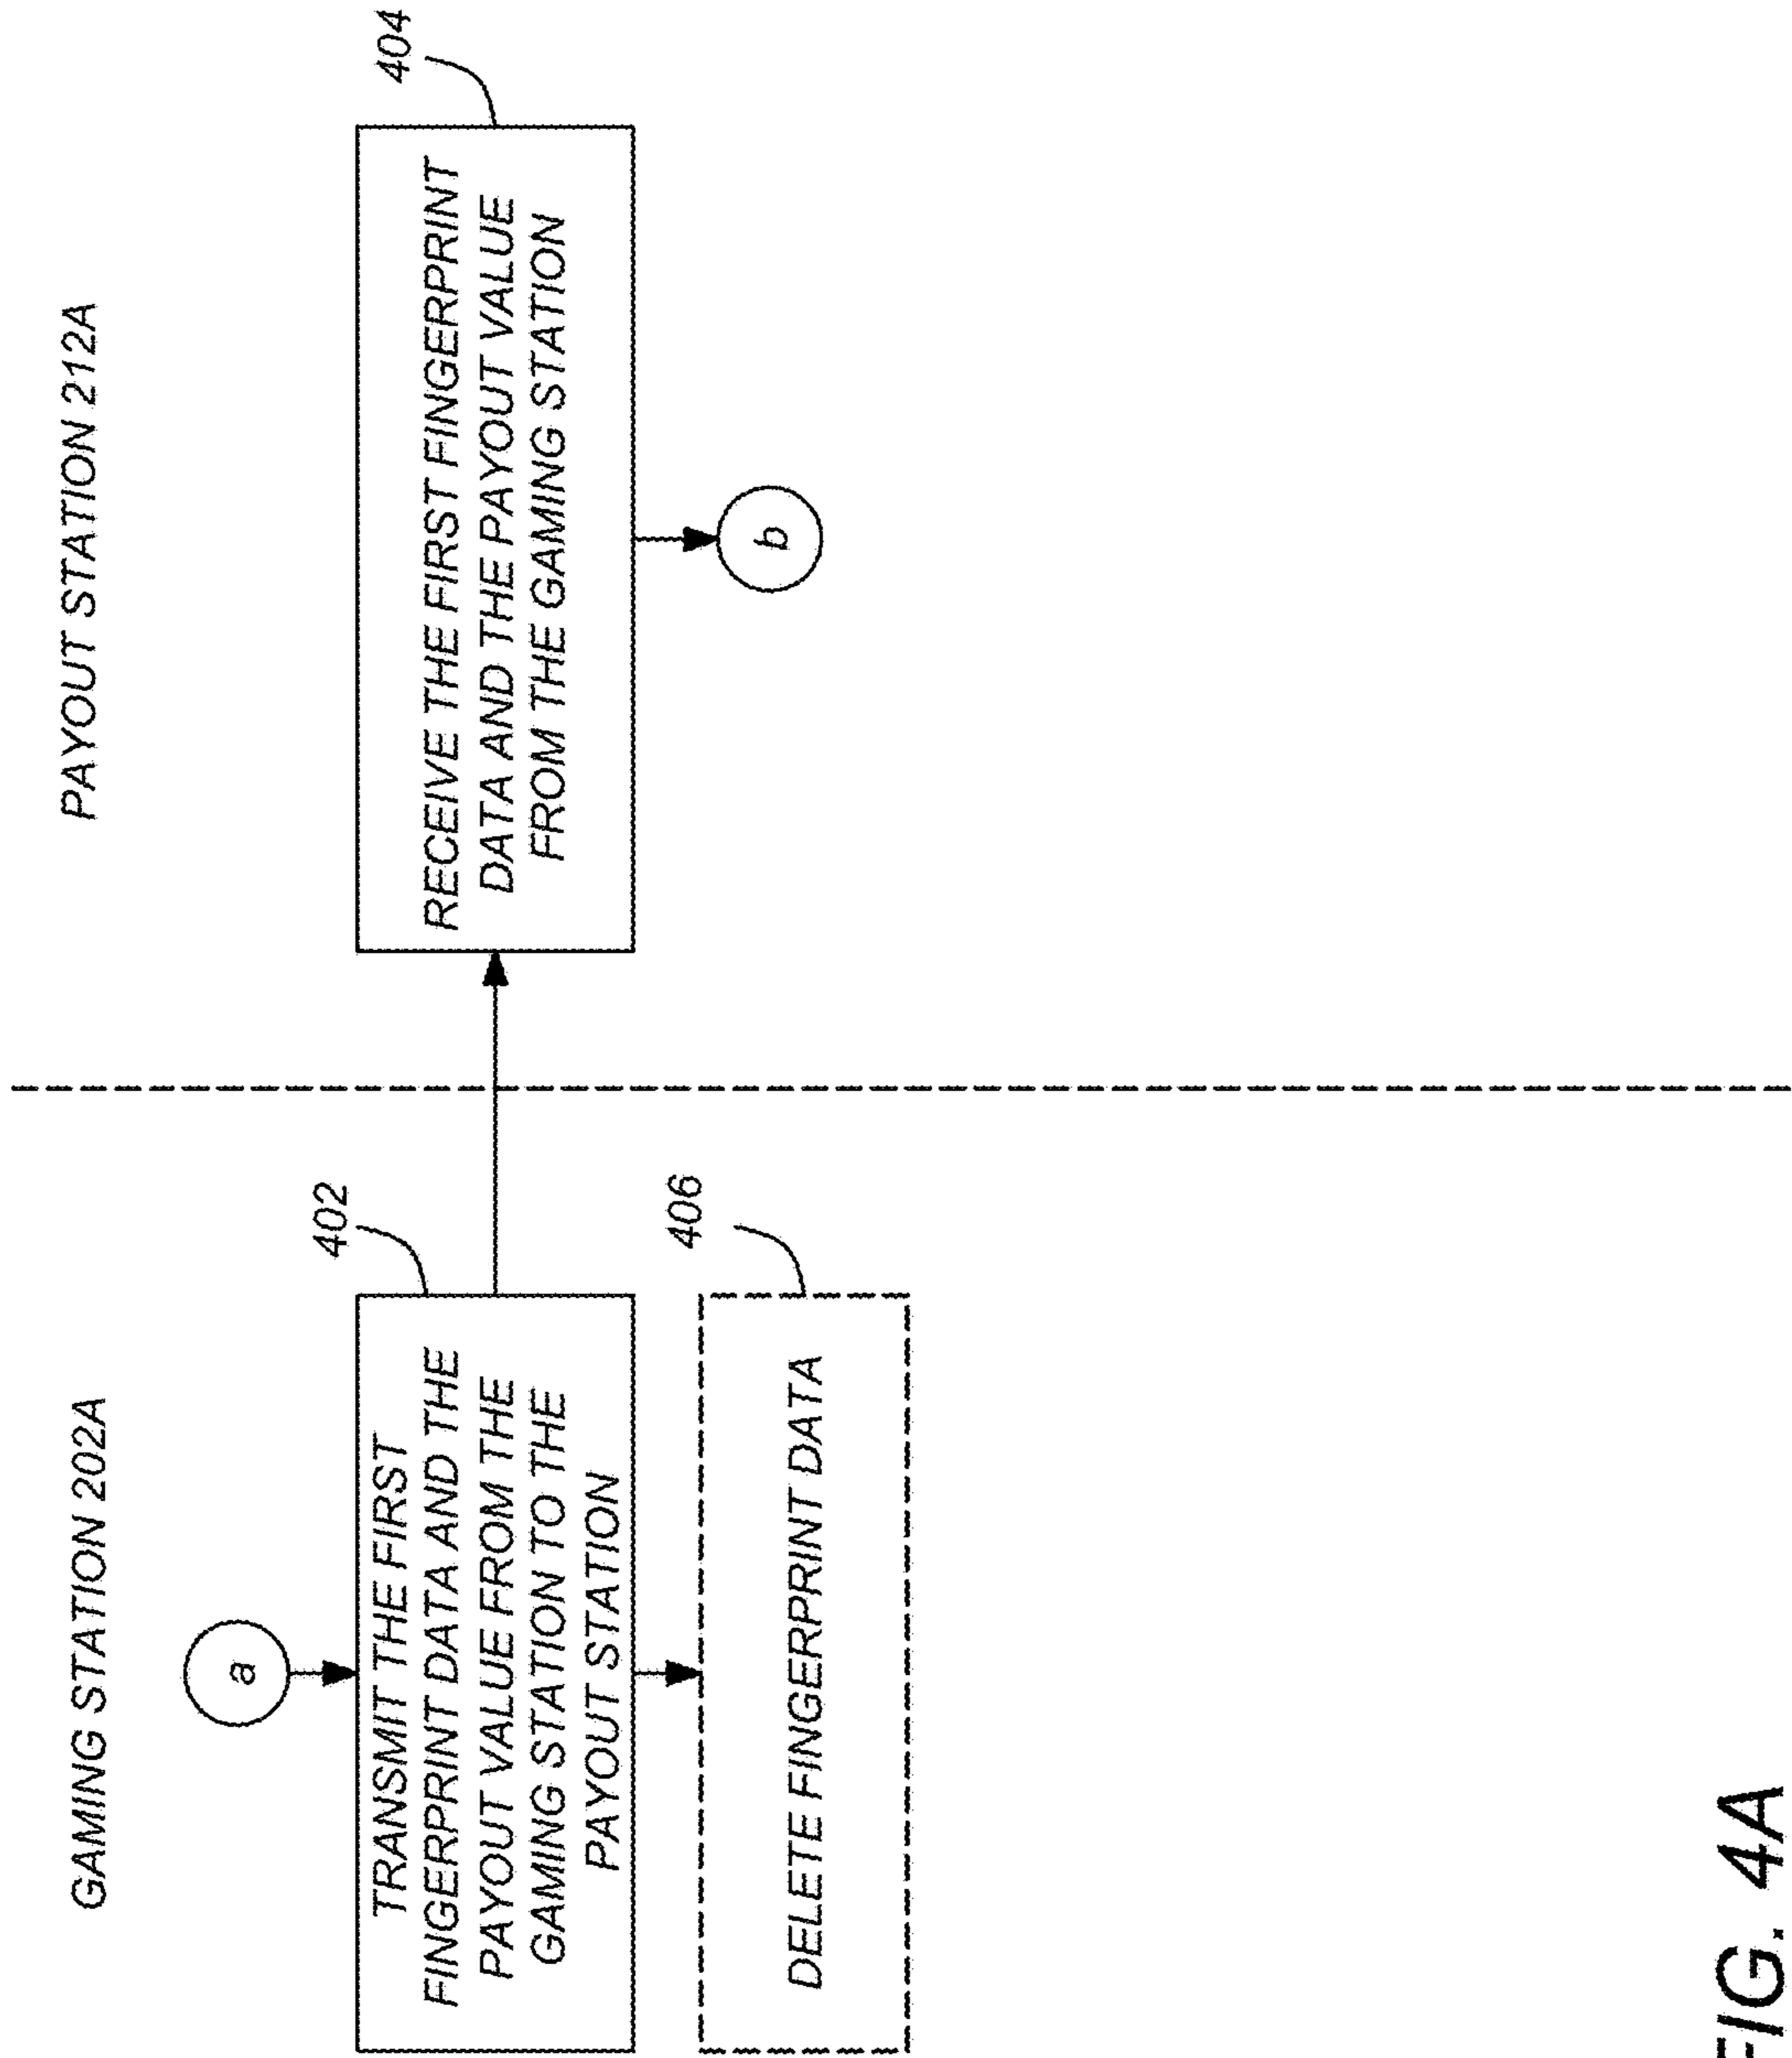 GAMING STATION 202A
PAYOUT STATION 212A
a
402
TRANSMIT THE FIRST
FINGERPRINT DATA AND THE
PAYOUT VALUE FROM THE
GAMING STATION TO THE
PAYOUT STATION
404
RECEIVE THE FIRST FINGERPRINT
DATA AND THE PAYOUT VALUE
FROM THE GAMING STATION
406
DELETE FINGERPRINT DATA
b
FIG. 4A